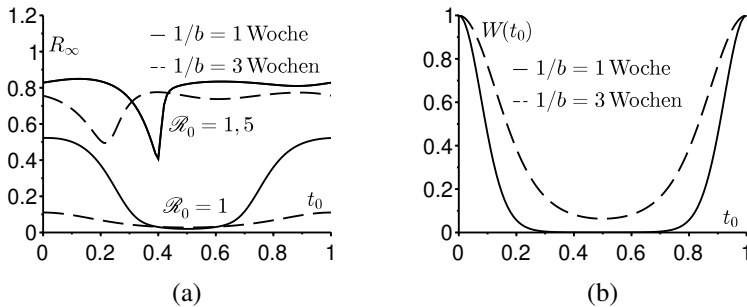 1.2
1
0.8
0.6
0.4
0.2
0
R∞
— 1/b = 1 Woche
-- 1/b = 3 Wochen
ℛ₀ = 1,5
ℛ₀ = 1
t₀
0 0.2 0.4 0.6 0.8 1
(a)
1
0.8
0.6
0.4
0.2
0
W(t₀)
— 1/b = 1 Woche
-- 1/b = 3 Wochen
t₀
0 0.2 0.4 0.6 0.8 1
(b)